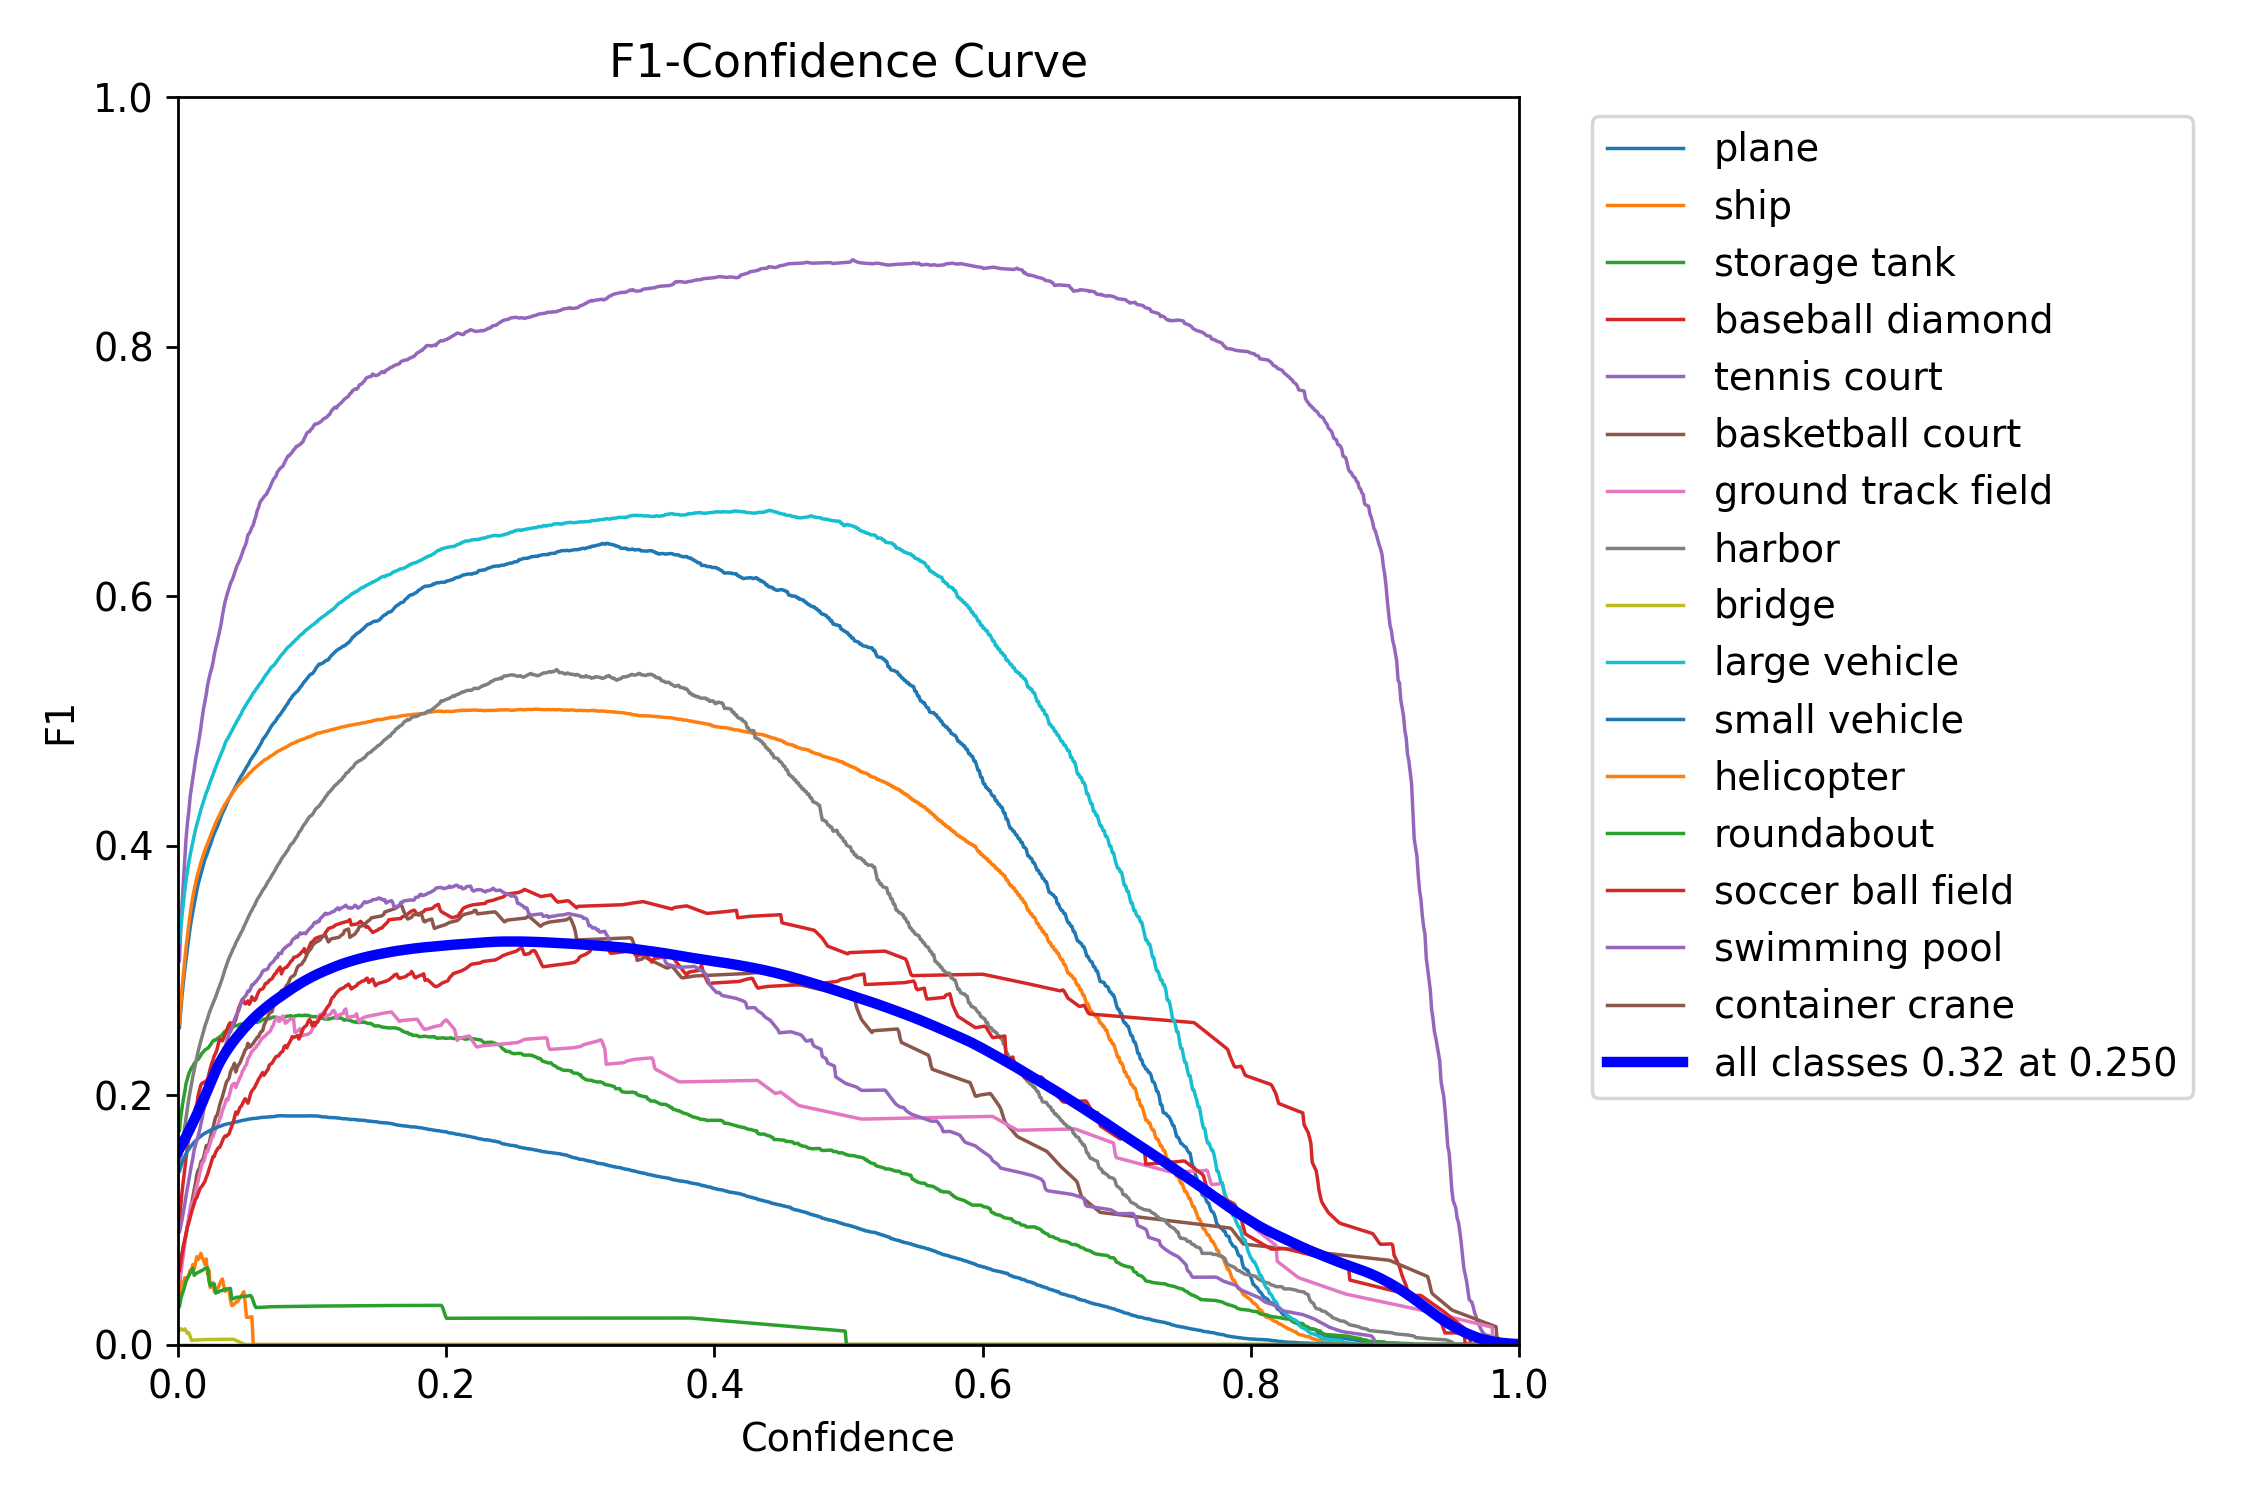 F1-Confidence Curve
1.0
0.8
0.6
0.4
0.2
0.0
F1
0.0 0.2 0.4 0.6 0.8 1.0
Confidence
plane
ship
storage tank
baseball diamond
tennis court
basketball court
ground track field
harbor
bridge
large vehicle
small vehicle
helicopter
roundabout
soccer ball field
swimming pool
container crane
all classes 0.32 at 0.250